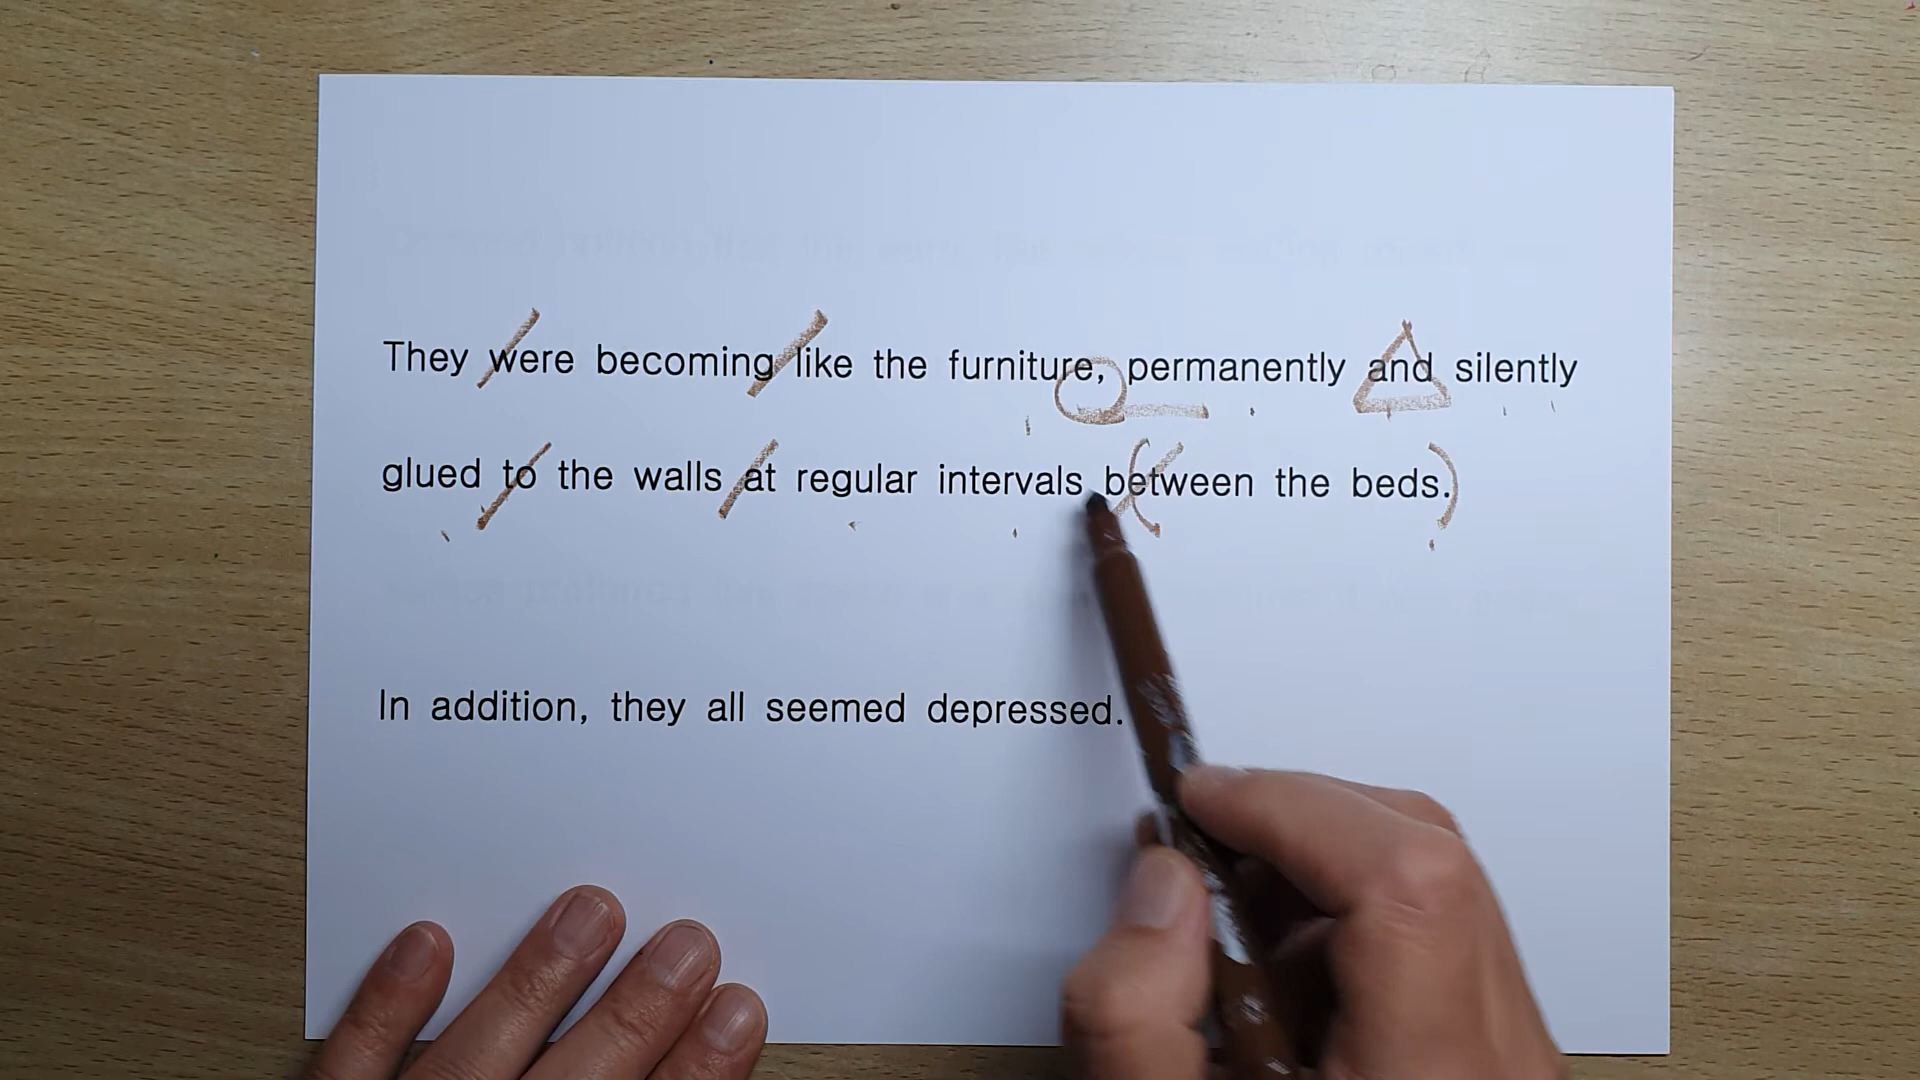 They were becoming like the furniture, permanently and silently
glued to the walls at regular intervals between the beds.
In addition, they all seemed depressed.